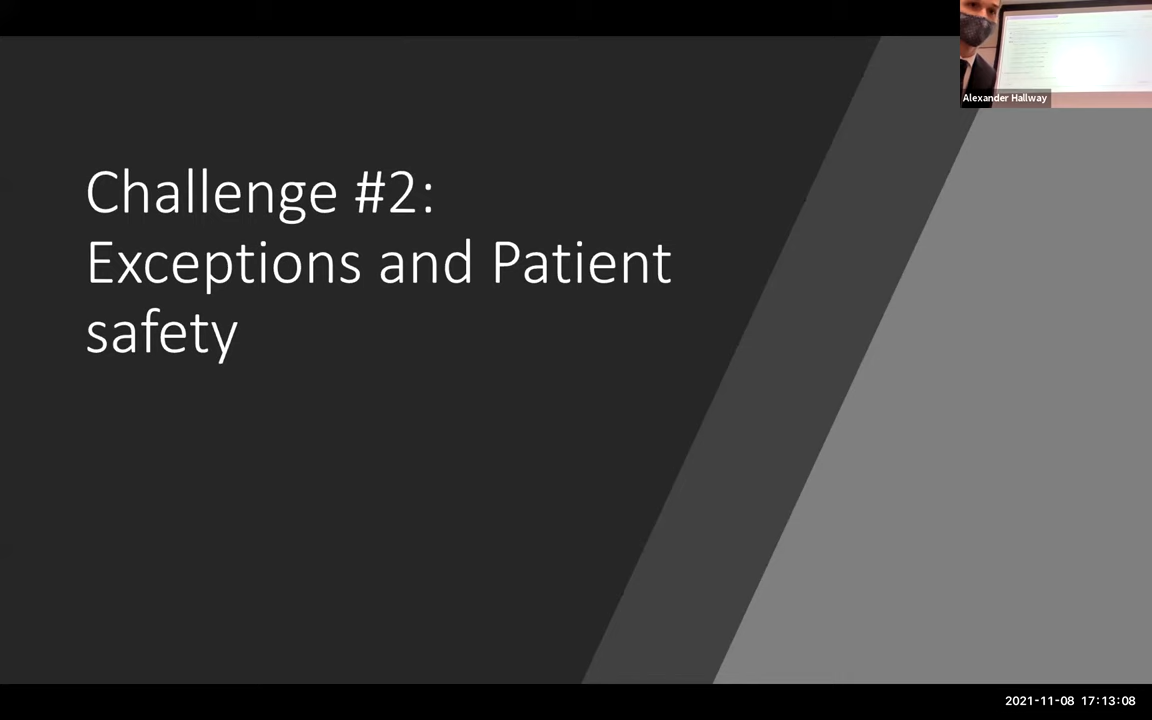 Alexander Hallway
Challenge #2:
Exceptions and Patient
safety
2021-11-08 17:13:08